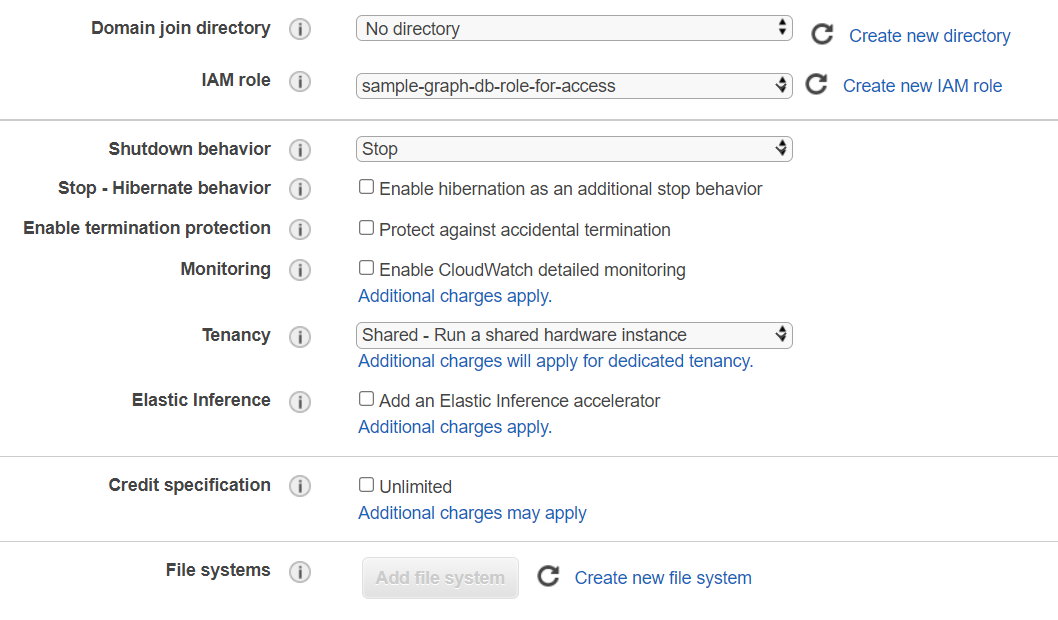 Domain join directory i No directory Create new directory
IAM role i sample-graph-db-role-for-access Create new IAM role
Shutdown behavior i Stop
Stop - Hibernate behavior i Enable hibernation as an additional stop behavior
Enable termination protection i Protect against accidental termination
Monitoring i Enable CloudWatch detailed monitoring
Additional charges apply.
Tenancy i Shared - Run a shared hardware instance
Additional charges will apply for dedicated tenancy.
Elastic Inference i Add an Elastic Inference accelerator
Additional charges apply.
Credit specification i Unlimited
Additional charges may apply
File systems i Add file system Create new file system